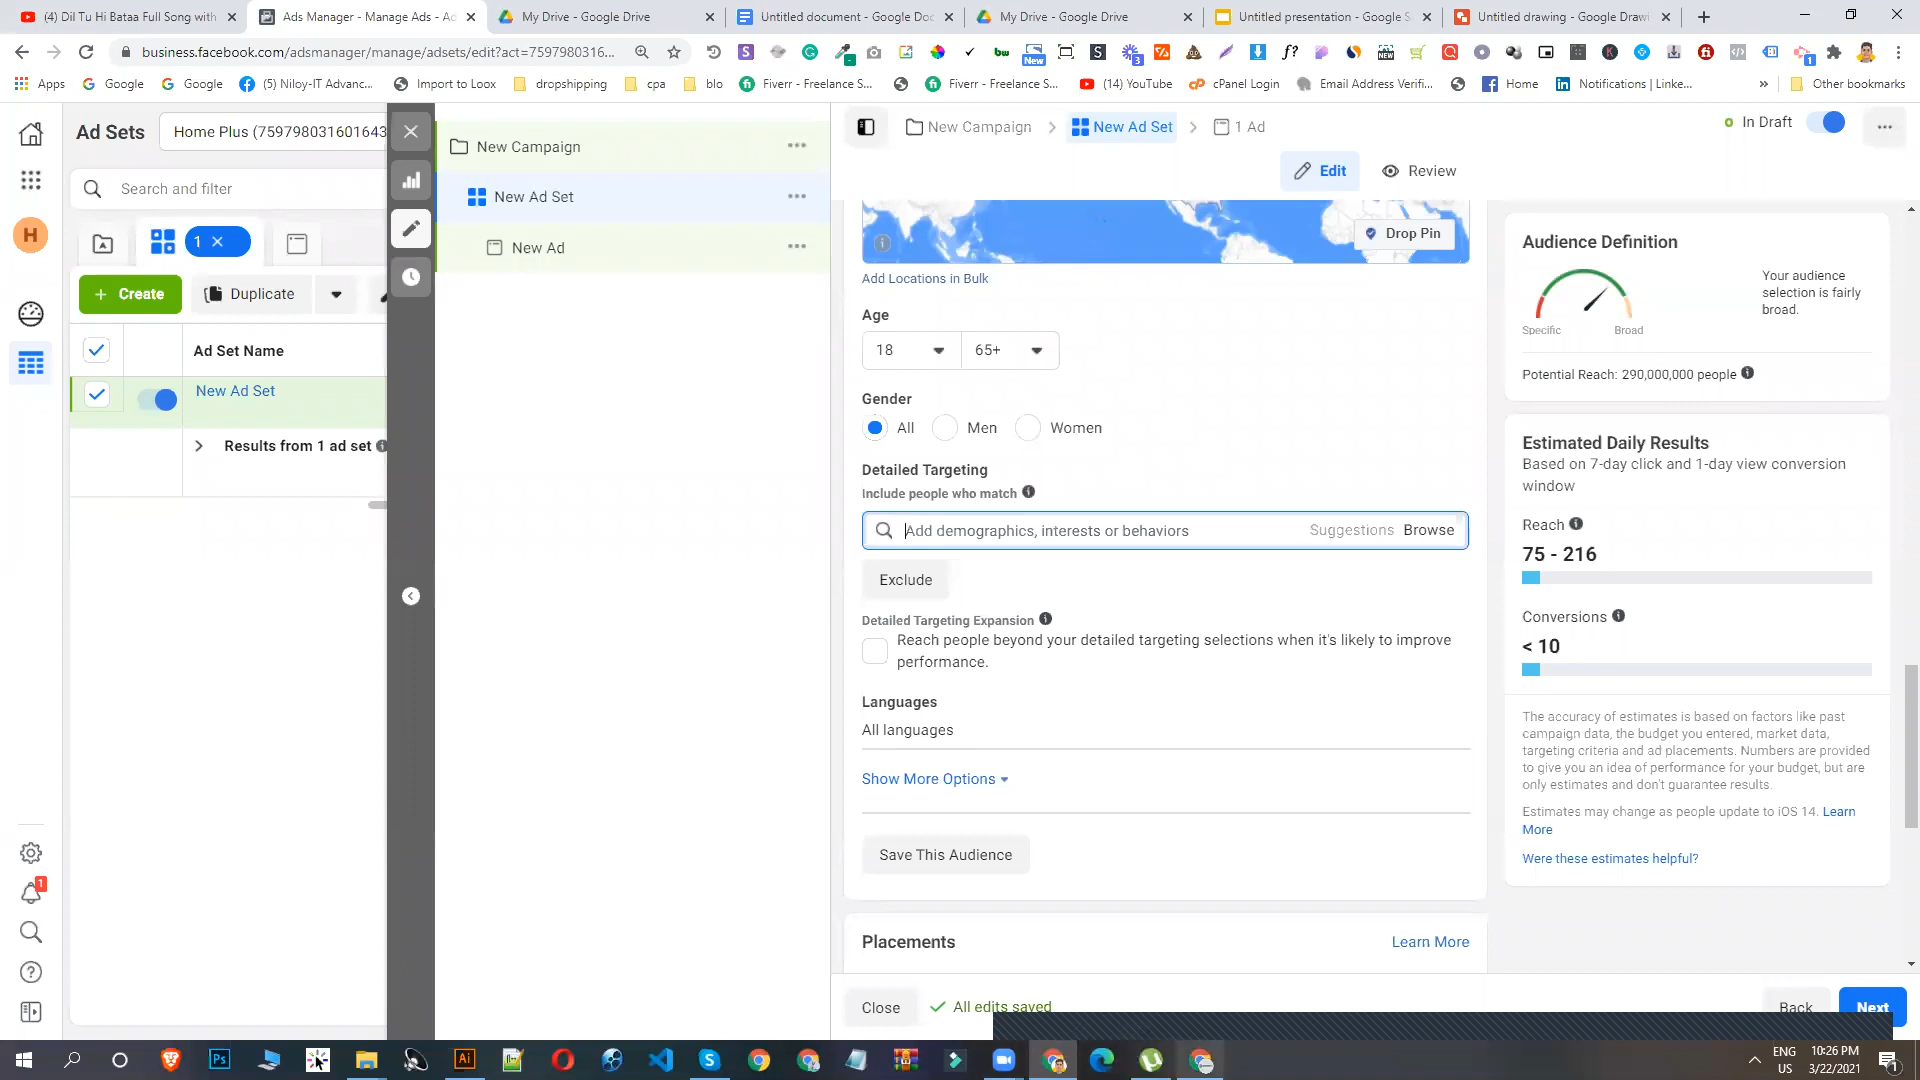 (4) Dil Tu Hi Bataa Full Song with
Ads Manager - Manage Ads - Ad
My Drive - Google Drive
Untitled document - Google Doc
My Drive - Google Drive
Untitled presentation - Google S
Untitled drawing - Google Drawi
business.facebook.com/adsmanager/manage/adsets/edit?act=7597980316...
Apps
Google
Google
(5) Niloy-IT Advanc...
Import to Loox
dropshipping
cpa
blo
Fiverr - Freelance S...
Fiverr - Freelance S...
(14) YouTube
cPanel Login
Email Address Verifi...
Home
Notifications | Linke...
»
Other bookmarks
Ad Sets
Home Plus (759798031601643
New Campaign
New Ad Set
1 Ad
In Draft
Edit
Review
Search and filter
New Campaign
New Ad Set
New Ad
H
1
Create
Duplicate
Ad Set Name
New Ad Set
Results from 1 ad set
Drop Pin
Add Locations in Bulk
Age
18
65+
Gender
All
Men
Women
Detailed Targeting
Include people who match
Add demographics, interests or behaviors
Suggestions
Browse
Exclude
Detailed Targeting Expansion
Reach people beyond your detailed targeting selections when it's likely to improve
performance.
Languages
All languages
Show More Options
Save This Audience
Placements
Learn More
Audience Definition
Your audience
selection is fairly
broad.
Specific
Broad
Potential Reach: 290,000,000 people
Estimated Daily Results
Based on 7-day click and 1-day view conversion
window
Reach
75 - 216
Conversions
< 10
The accuracy of estimates is based on factors like past
campaign data, the budget you entered, market data,
targeting criteria and ad placements. Numbers are provided
to give you an idea of performance for your budget, but are
only estimates and don't guarantee results.
Estimates may change as people update to iOS 14. Learn
More
Were these estimates helpful?
Close
All edits saved
Back
Next
1
ENG
US
10:26 PM
3/22/2021